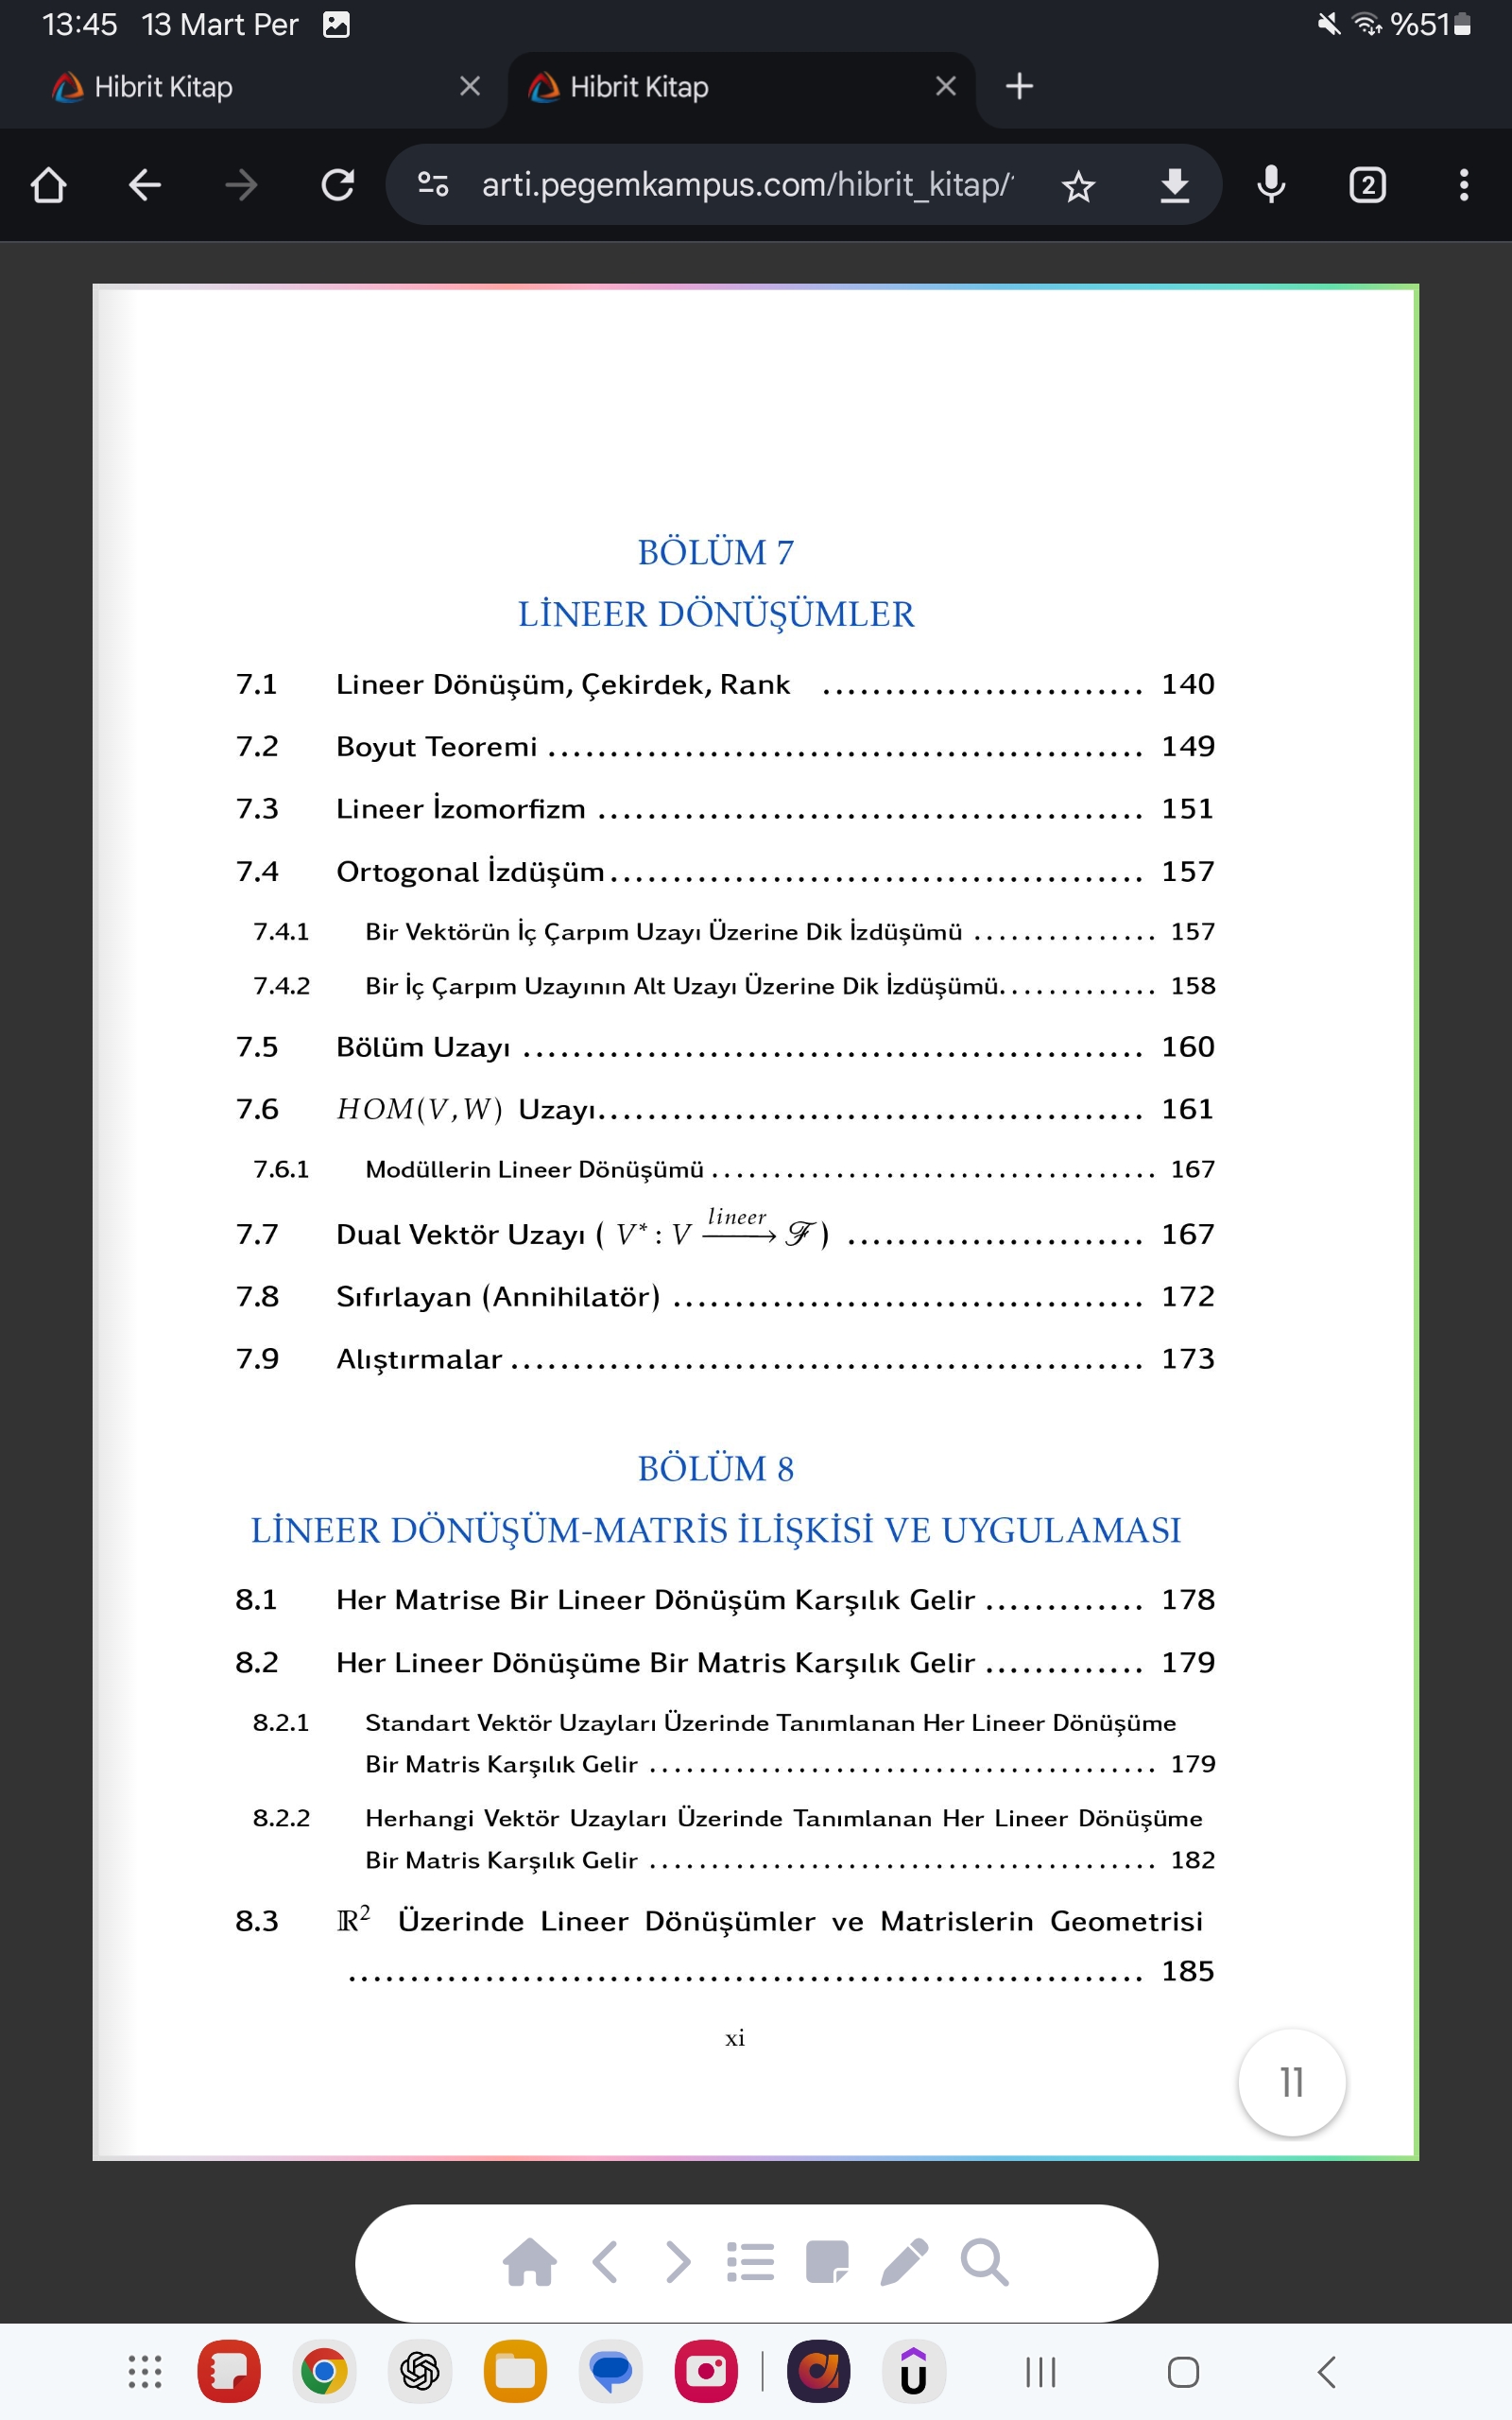 13:45 13 Mart Per %51
Hibrit Kitap Hibrit Kitap
arti.pegemkampus.com/hibrit_kitap/ 2
BÖLÜM 7
LİNEER DÖNÜŞÜMLER
7.1 Lineer Dönüşüm, Çekirdek, Rank .......................... 140
7.2 Boyut Teoremi ................................................ 149
7.3 Lineer İzomorfizm ............................................ 151
7.4 Ortogonal İzdüşüm........................................... 157
7.4.1 Bir Vektörün İç Çarpım Uzayı Üzerine Dik İzdüşümü ............... 157
7.4.2 Bir İç Çarpım Uzayının Alt Uzayı Üzerine Dik İzdüşümü............. 158
7.5 Bölüm Uzayı .................................................. 160
7.6 HOM(V,W) Uzayı............................................ 161
7.6.1 Modüllerin Lineer Dönüşümü .................................... 167
7.7 Dual Vektör Uzayı ( V* : V lineer⟶ ℱ ) ........................ 167
7.8 Sıfırlayan (Annihilatör) ...................................... 172
7.9 Alıştırmalar ................................................... 173
BÖLÜM 8
LİNEER DÖNÜŞÜM-MATRİS İLİŞKİSİ VE UYGULAMASI
8.1 Her Matrise Bir Lineer Dönüşüm Karşılık Gelir ............. 178
8.2 Her Lineer Dönüşüme Bir Matris Karşılık Gelir ............. 179
8.2.1 Standart Vektör Uzayları Üzerinde Tanımlanan Her Lineer Dönüşüme
Bir Matris Karşılık Gelir ......................................... 179
8.2.2 Herhangi Vektör Uzayları Üzerinde Tanımlanan Her Lineer Dönüşüme
Bir Matris Karşılık Gelir ......................................... 182
8.3 ℝ² Üzerinde Lineer Dönüşümler ve Matrislerin Geometrisi
................................................................ 185
xi
11